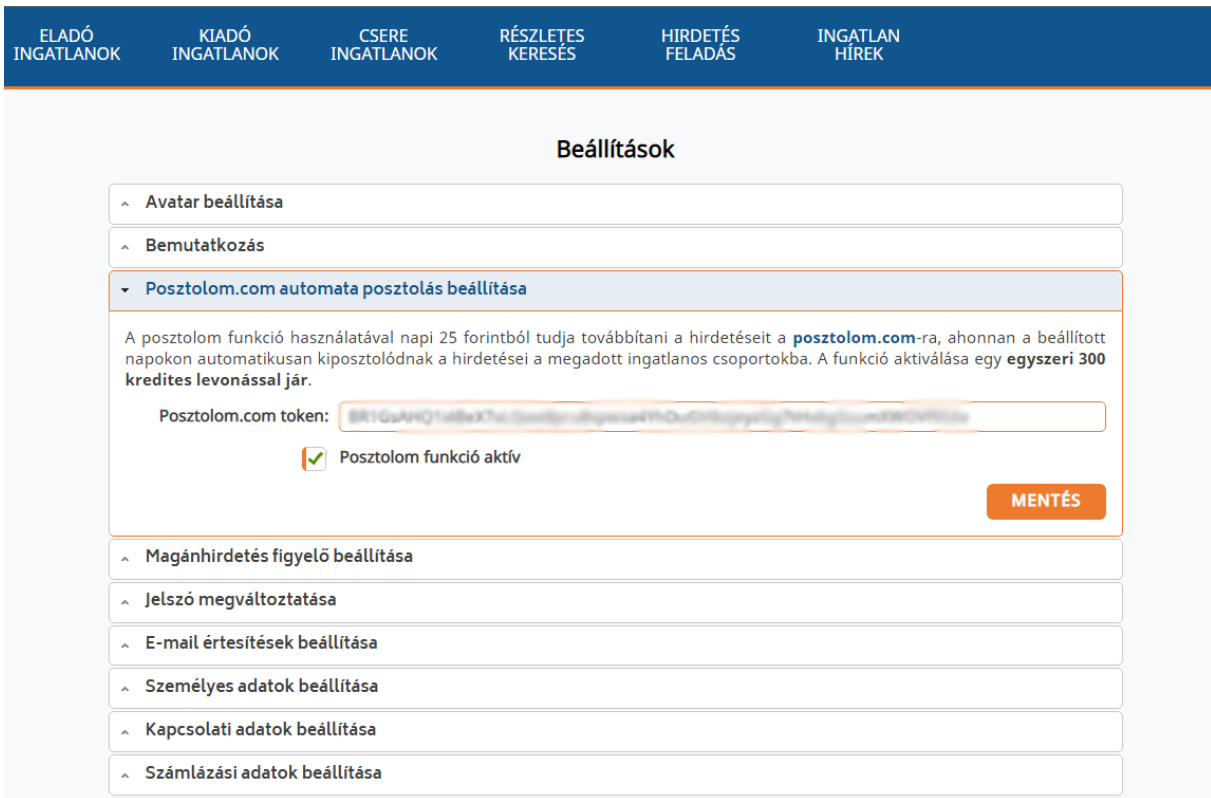 ELADÓ INGATLANOK
KIADÓ INGATLANOK
CSERE INGATLANOK
RÉSZLETES KERESÉS
HIRDETÉS FELADÁS
INGATLAN HÍREK
Beállítások
Avatar beállítása
Bemutatkozás
Posztolom.com automata posztolás beállítása
A posztolom funkció használatával napi 25 forintból tudja továbbítani a hirdetéseit a posztolom.com-ra, ahonnan a beállított
napokon automatikusan kiposztolódnak a hirdetései a megadott ingatlanos csoportokba. A funkció aktiválása egy egyszeri 300
kredites levonással jár.
Posztolom.com token:
Posztolom funkció aktív
MENTÉS
Magánhirdetés figyelő beállítása
Jelszó megváltoztatása
E-mail értesítések beállítása
Személyes adatok beállítása
Kapcsolati adatok beállítása
Számlázási adatok beállítása